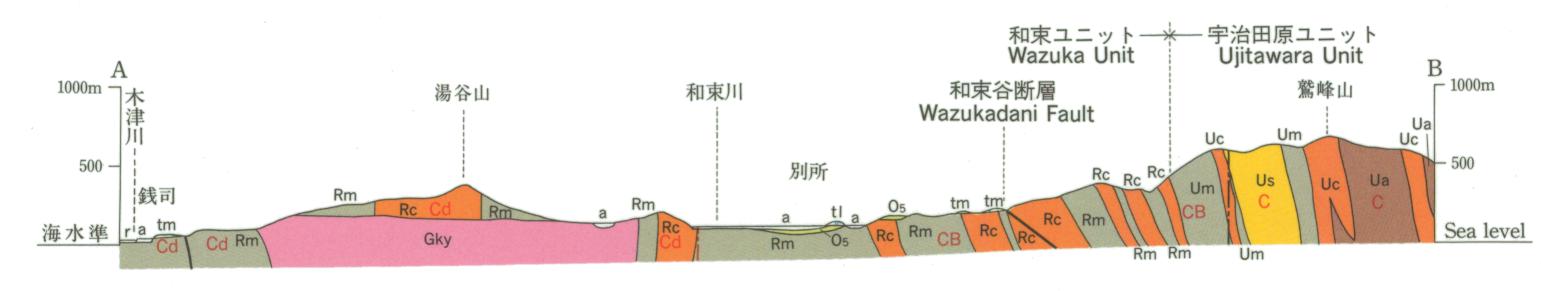 和束ユニット 宇治田原ユニット
Wazuka Unit Ujitawara Unit
A B
1000m 木津川 湯谷山 和束川 和束谷断層 鷲峰山 1000m
Wazukadani Fault
Uc Um Uc Ua
500 銭司 別所 500
Rm Rc Rc Rc Us Uc Ua
Rm Rc Cd Rm a Rm a tl a O5 tm tm Rc Rm Um C C
海水準 r a tm Cd Cd Rm Gky Rc Cd Rm O5 Rc Rm CB Rc Rc CB Sea level
Rm Rm Um